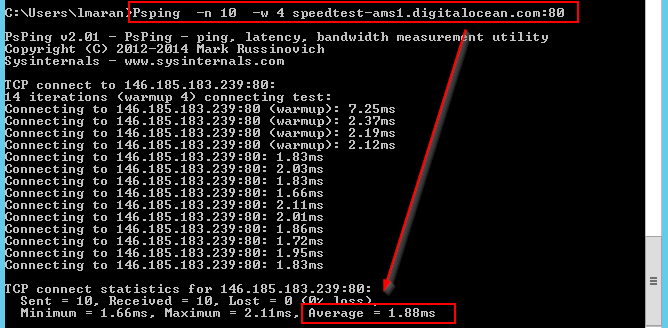 C:\Users\lmaran>Psping -n 10 -w 4 speedtest-ams1.digitalocean.com:80
PsPing v2.01 - PsPing - ping, latency, bandwidth measurement utility
Copyright (C) 2012-2014 Mark Russinovich
Sysinternals - www.sysinternals.com
TCP connect to 146.185.183.239:80:
14 iterations (warmup 4) connecting test:
Connecting to 146.185.183.239:80 (warmup): 7.25ms
Connecting to 146.185.183.239:80 (warmup): 2.37ms
Connecting to 146.185.183.239:80 (warmup): 2.19ms
Connecting to 146.185.183.239:80 (warmup): 2.12ms
Connecting to 146.185.183.239:80: 1.83ms
Connecting to 146.185.183.239:80: 2.03ms
Connecting to 146.185.183.239:80: 1.83ms
Connecting to 146.185.183.239:80: 1.66ms
Connecting to 146.185.183.239:80: 2.11ms
Connecting to 146.185.183.239:80: 2.01ms
Connecting to 146.185.183.239:80: 1.86ms
Connecting to 146.185.183.239:80: 1.72ms
Connecting to 146.185.183.239:80: 1.95ms
Connecting to 146.185.183.239:80: 1.83ms
TCP connect statistics for 146.185.183.239:80:
Sent = 10, Received = 10, Lost = 0 (0% loss),
Minimum = 1.66ms, Maximum = 2.11ms, Average = 1.88ms